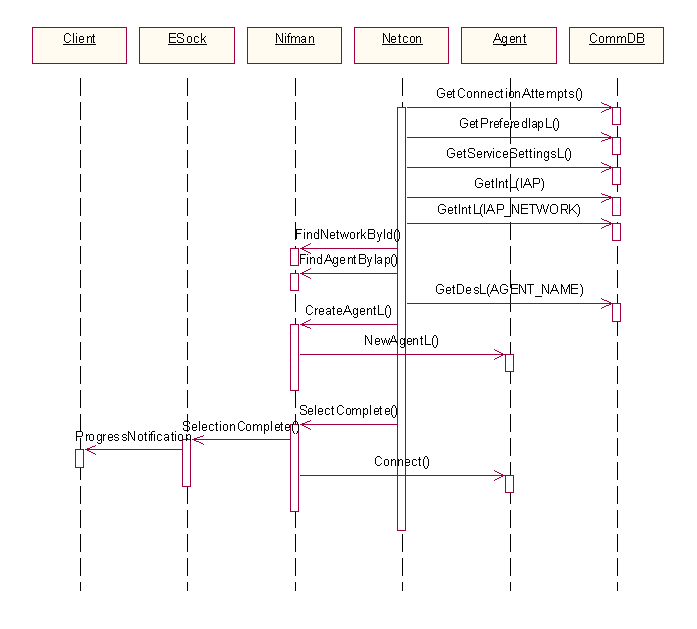 Client ESock Nifman Netcon Agent CommDB
GetConnectionAttempts()
GetPreferedIapL()
GetServiceSettingsL()
GetIntL(IAP)
GetIntL(IAP_NETWORK)
FindNetworkById()
FindAgentByIap()
GetDesL(AGENT_NAME)
CreateAgentL()
NewAgentL()
SelectComplete()
SelectionComplete()
ProgressNotification
Connect()